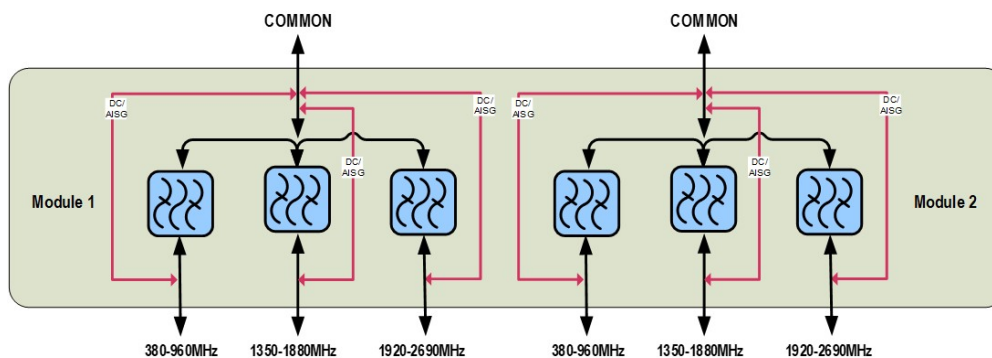 COMMON COMMON
DC/ DC/ DC/ DC/
AISG AISG AISG AISG
DC/ DC/
AISG AISG
Module 1 Module 2
380-960MHz 1350-1880MHz 1920-2690MHz 380-960MHz 1350-1880MHz 1920-2690MHz